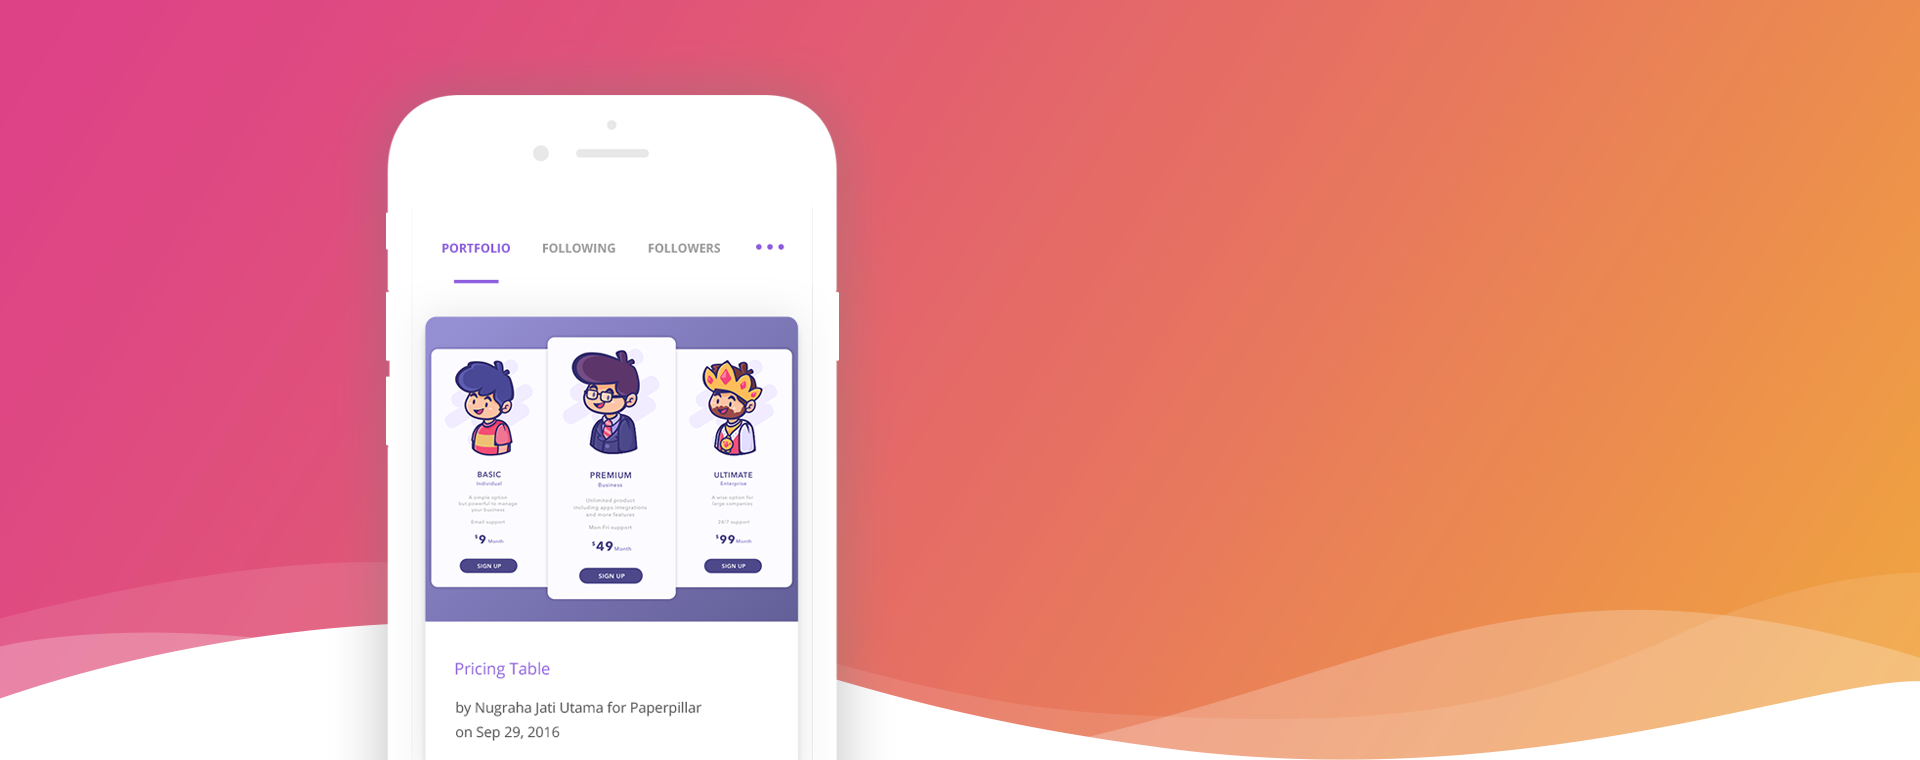 PORTFOLIO FOLLOWING FOLLOWERS
BASIC
Individual
A simple option
but powerful to manage
your business
Email support
$9 Month
SIGN UP
PREMIUM
Business
Unlimited product
including apps integrations
and more features
Mon-Fri support
$49 Month
SIGN UP
ULTIMATE
Enterprise
A wise option for
large companies
24/7 support
$99 Month
SIGN UP
Pricing Table
by Nugraha Jati Utama for Paperpillar
on Sep 29, 2016